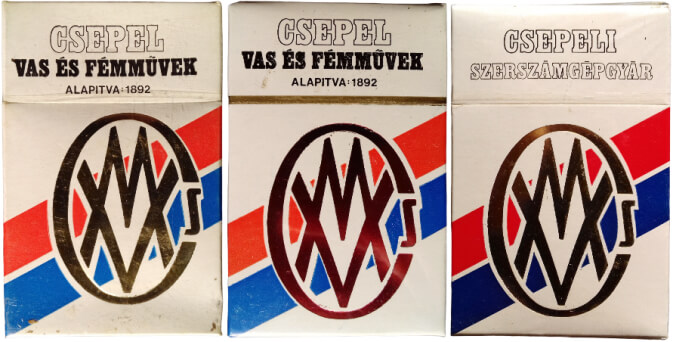 CSEPEL
VAS ÉS FÉMMŰVEK
ALAPITVA: 1892
CSEPEL
VAS ÉS FÉMMŰVEK
ALAPITVA: 1892
CSEPELI
SZERSZÁMGÉPGYÁR